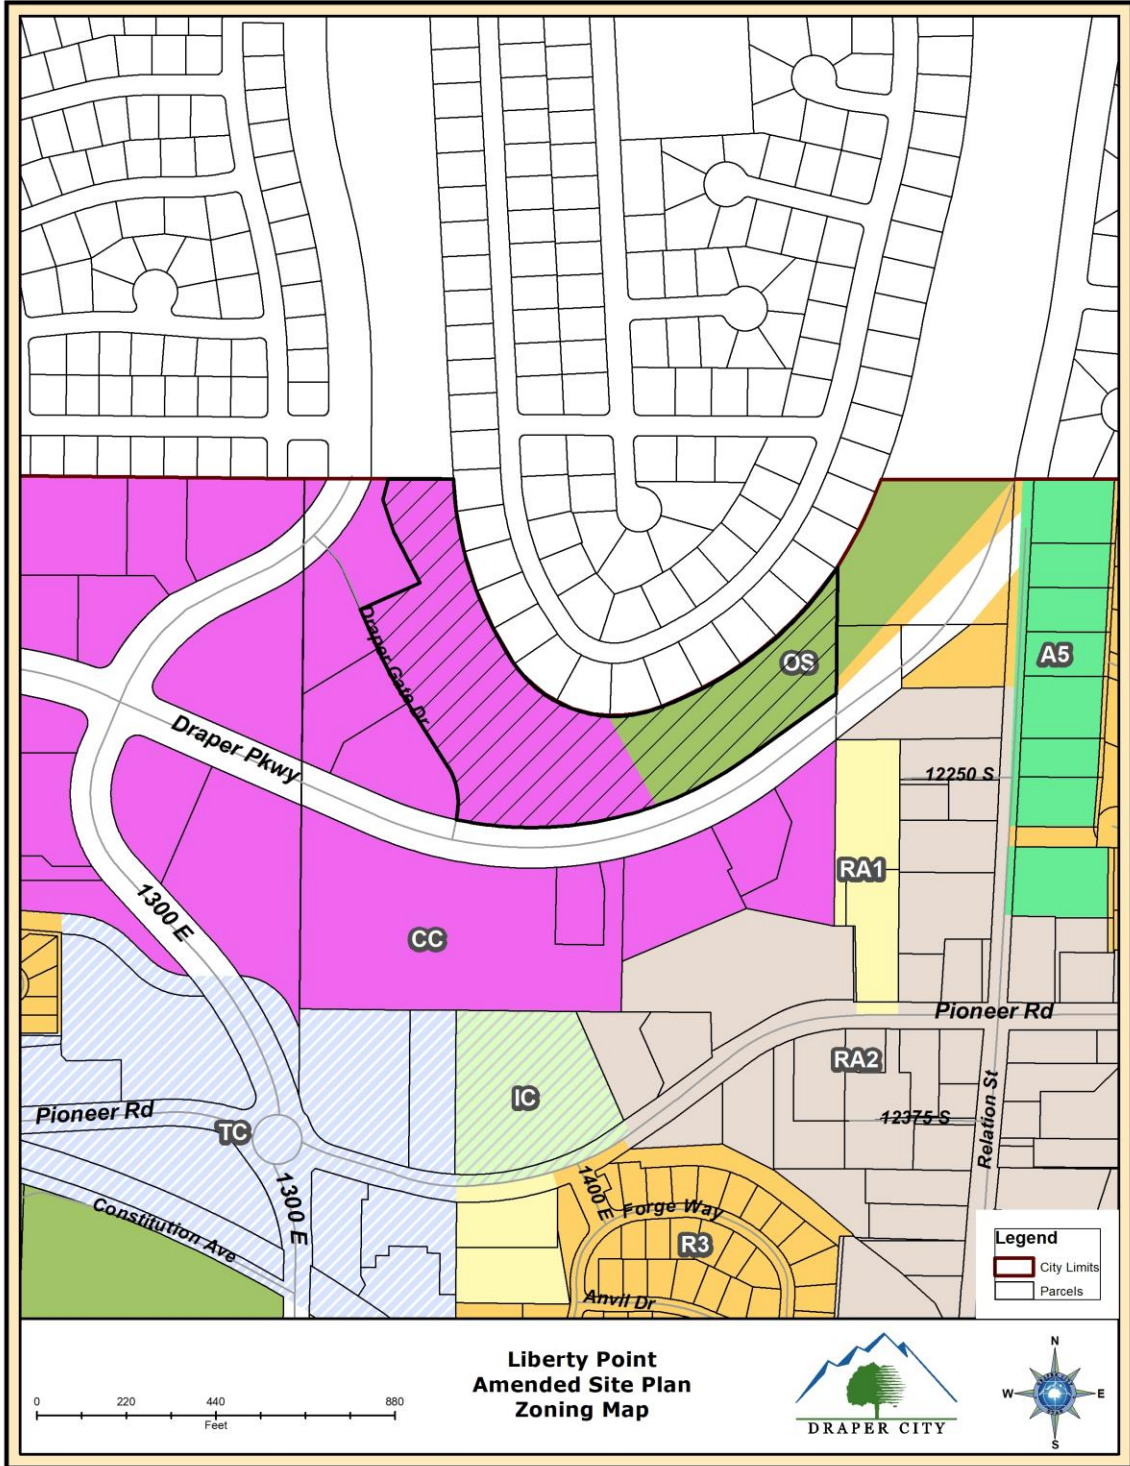 OS
A5
Draper Gate Dr
Draper Pkwy
12250 S
RA1
1300 E
CC
Pioneer Rd
RA2
IC
Pioneer Rd
TC
12375 S
Relation St
1400 E
1300 E
Forge Way
Constitution Ave
R3
Anvil Dr
Legend
City Limits
Parcels
Liberty Point
Amended Site Plan
Zoning Map
0 220 440 880
Feet
DRAPER CITY
N
W E
S